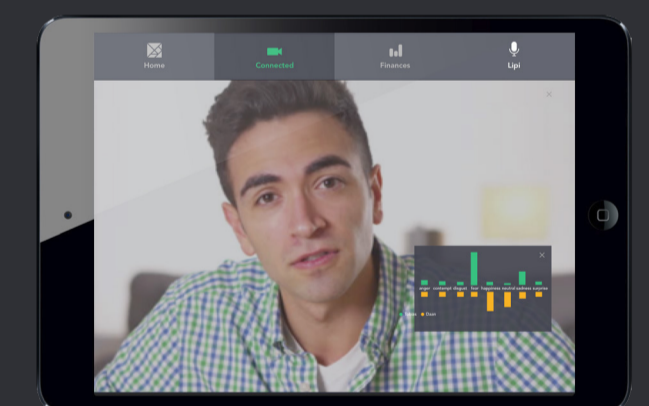 Home Connected Finances Lipi
anger contempt disgust fear happiness neutral sadness surprise